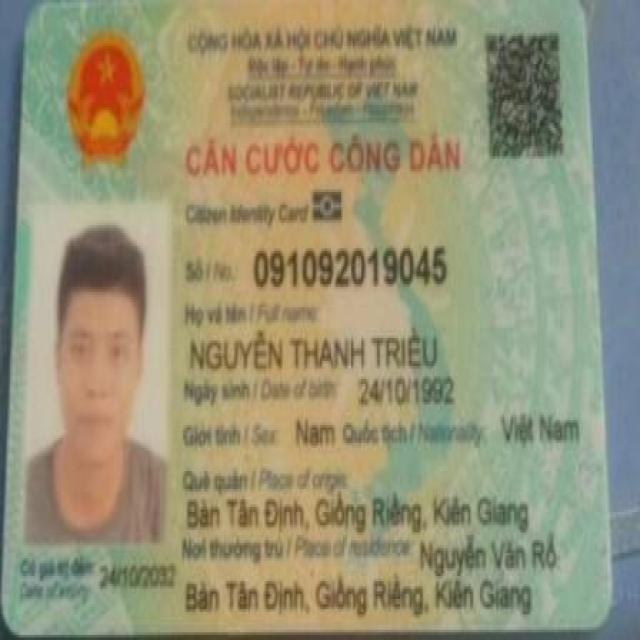 CỘNG HÒA XÃ HỘI CHỦ NGHĨA VIỆT NAM
Độc lập - Tự do - Hạnh phúc
SOCIALIST REPUBLIC OF VIET NAM
Independence - Freedom - Happiness
CĂN CƯỚC CÔNG DÂN
Citizen Identity Card
Số / No.: 091092019045
Họ và tên / Full name:
NGUYỄN THANH TRIỀU
Ngày sinh / Date of birth: 24/10/1992
Giới tính / Sex: Nam Quốc tịch / Nationality: Việt Nam
Quê quán / Place of origin:
Bàn Tân Định, Giồng Riềng, Kiên Giang
Nơi thường trú / Place of residence: Nguyễn Văn Rỗ
Bàn Tân Định, Giồng Riềng, Kiên Giang
Có giá trị đến: 24/10/2032
Date of expiry: